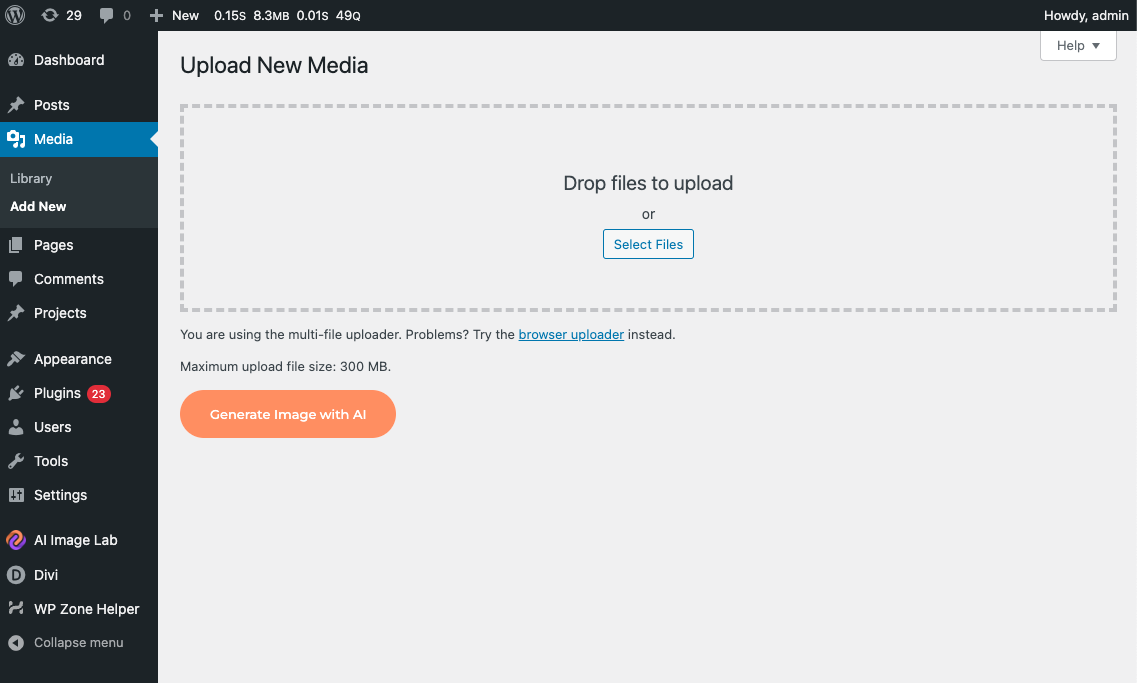 29 0 New 0.15S 8.3MB 0.01S 49Q Howdy, admin
Help
Dashboard
Posts
Media
Library
Add New
Pages
Comments
Projects
Appearance
Plugins 23
Users
Tools
Settings
AI Image Lab
Divi
WP Zone Helper
Collapse menu
Upload New Media
Drop files to upload
or
Select Files
You are using the multi-file uploader. Problems? Try the browser uploader instead.
Maximum upload file size: 300 MB.
Generate Image with AI